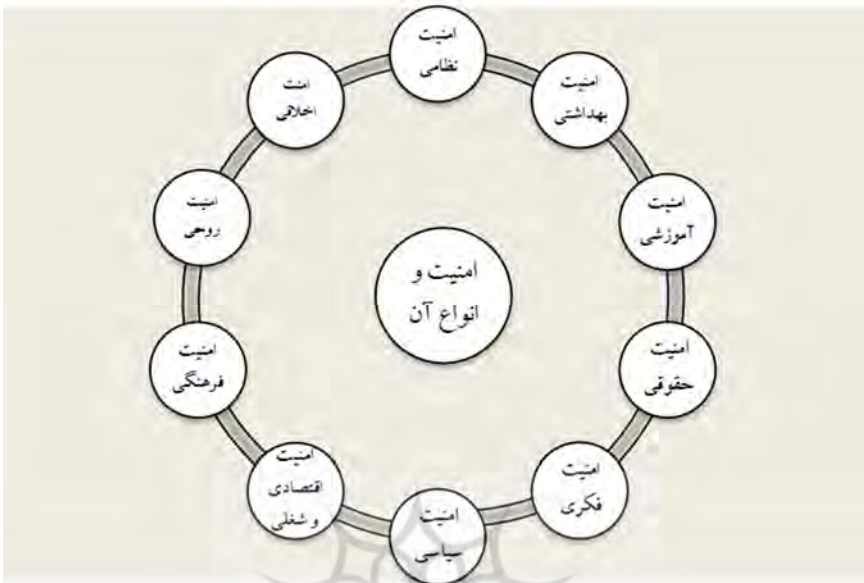 امنیت
نظامی
امنیت
بهداشتی
امنیت
آموزشی
امنیت
حقوقی
امنیت
فکری
امنیت
سیاسی
امنیت
اقتصادی
و شغلی
امنیت
فرهنگی
امنیت
روحی
امنت
اخلاقی
امنیت و
انواع آن